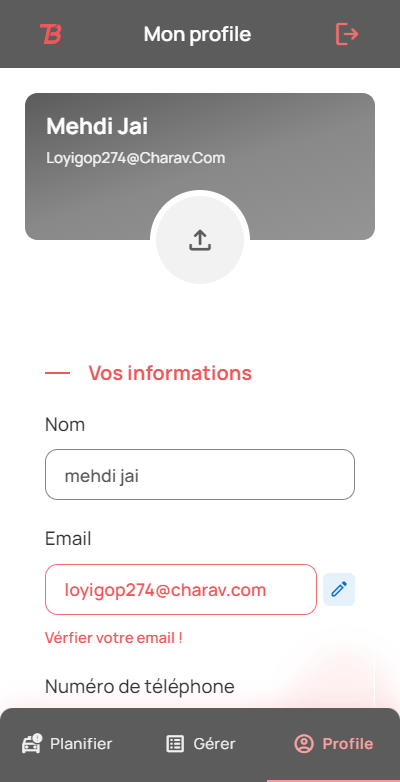 TB
Mon profile
Mehdi Jai
Loyigop274@Charav.Com
Vos informations
Nom
mehdi jai
Email
loyigop274@charav.com
Vérfier votre email !
Numéro de téléphone
Planifier
Gérer
Profile